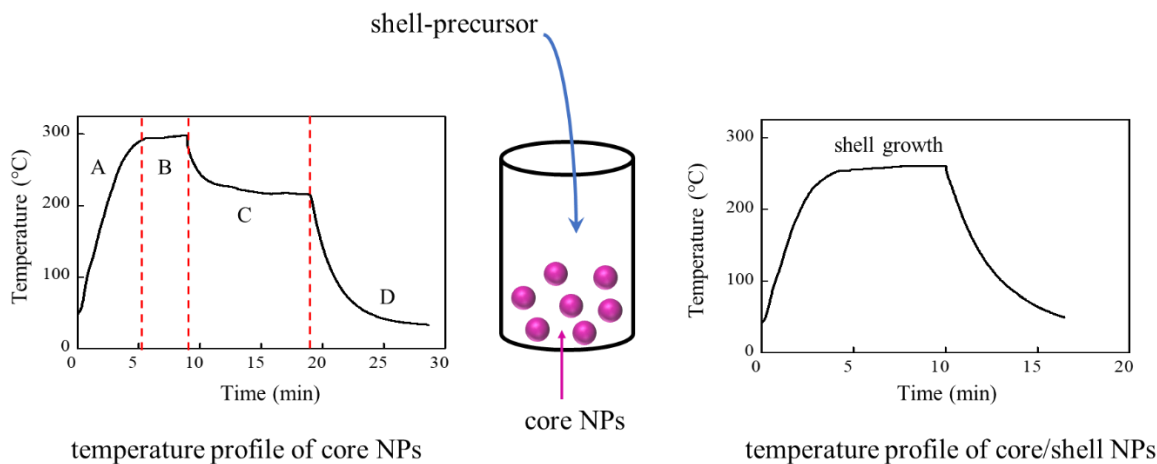 shell-precursor
Temperature (°C)
300
200
100
0
A
B
C
D
0
5
10
15
20
25
30
Time (min)
temperature profile of core NPs
core NPs
Temperature (°C)
300
200
100
0
shell growth
0
5
10
15
20
Time (min)
temperature profile of core/shell NPs